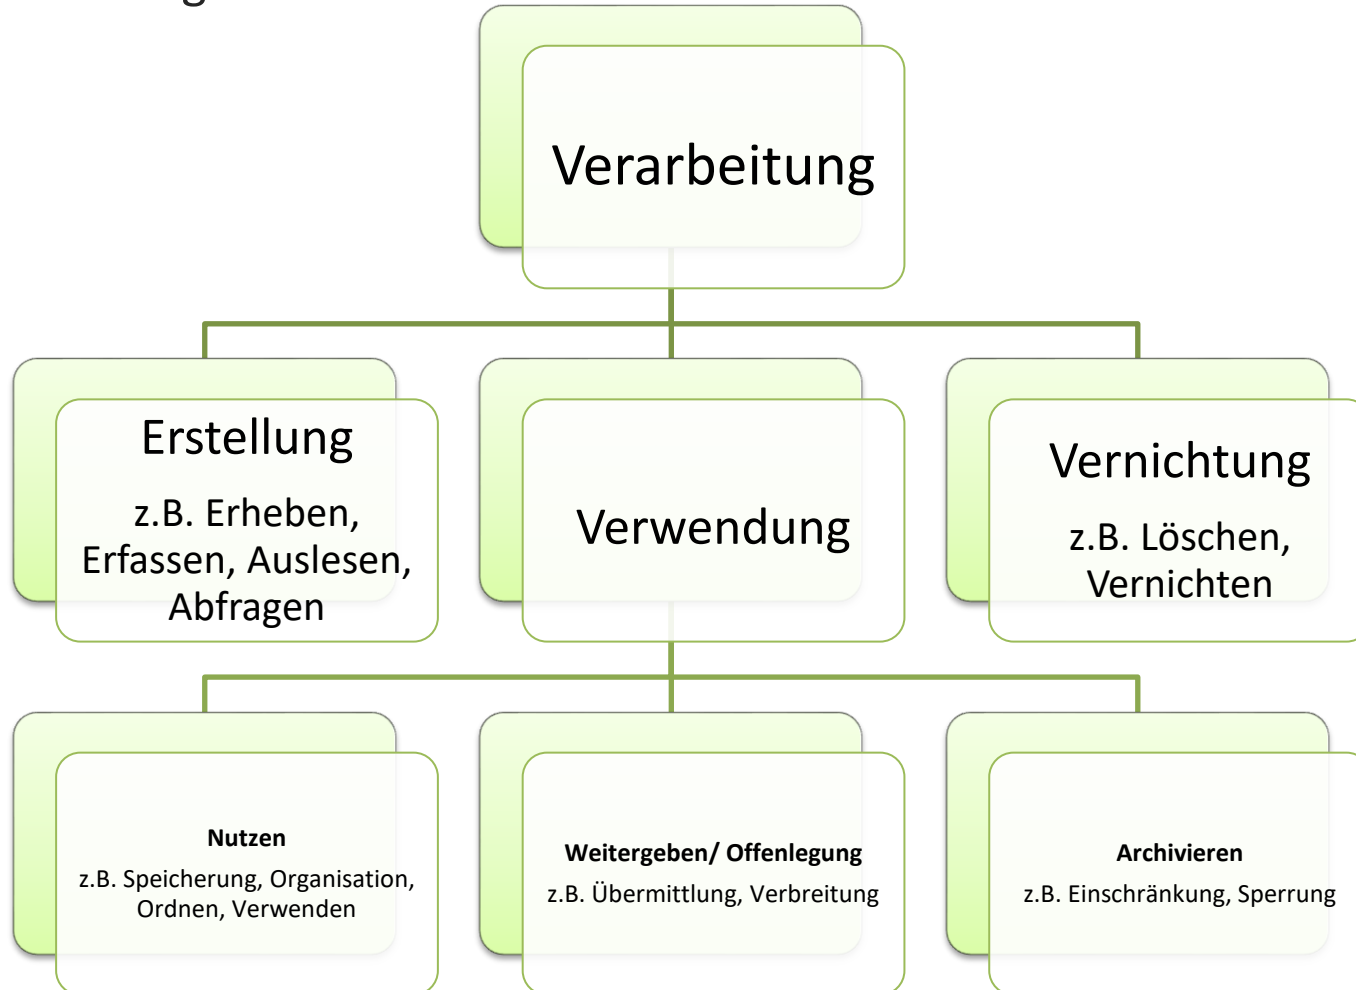 Verarbeitung
Erstellung
z.B. Erheben,
Erfassen, Auslesen,
Abfragen
Verwendung
Vernichtung
z.B. Löschen,
Vernichten
Nutzen
z.B. Speicherung, Organisation,
Ordnen, Verwenden
Weitergeben/ Offenlegung
z.B. Übermittlung, Verbreitung
Archivieren
z.B. Einschränkung, Sperrung